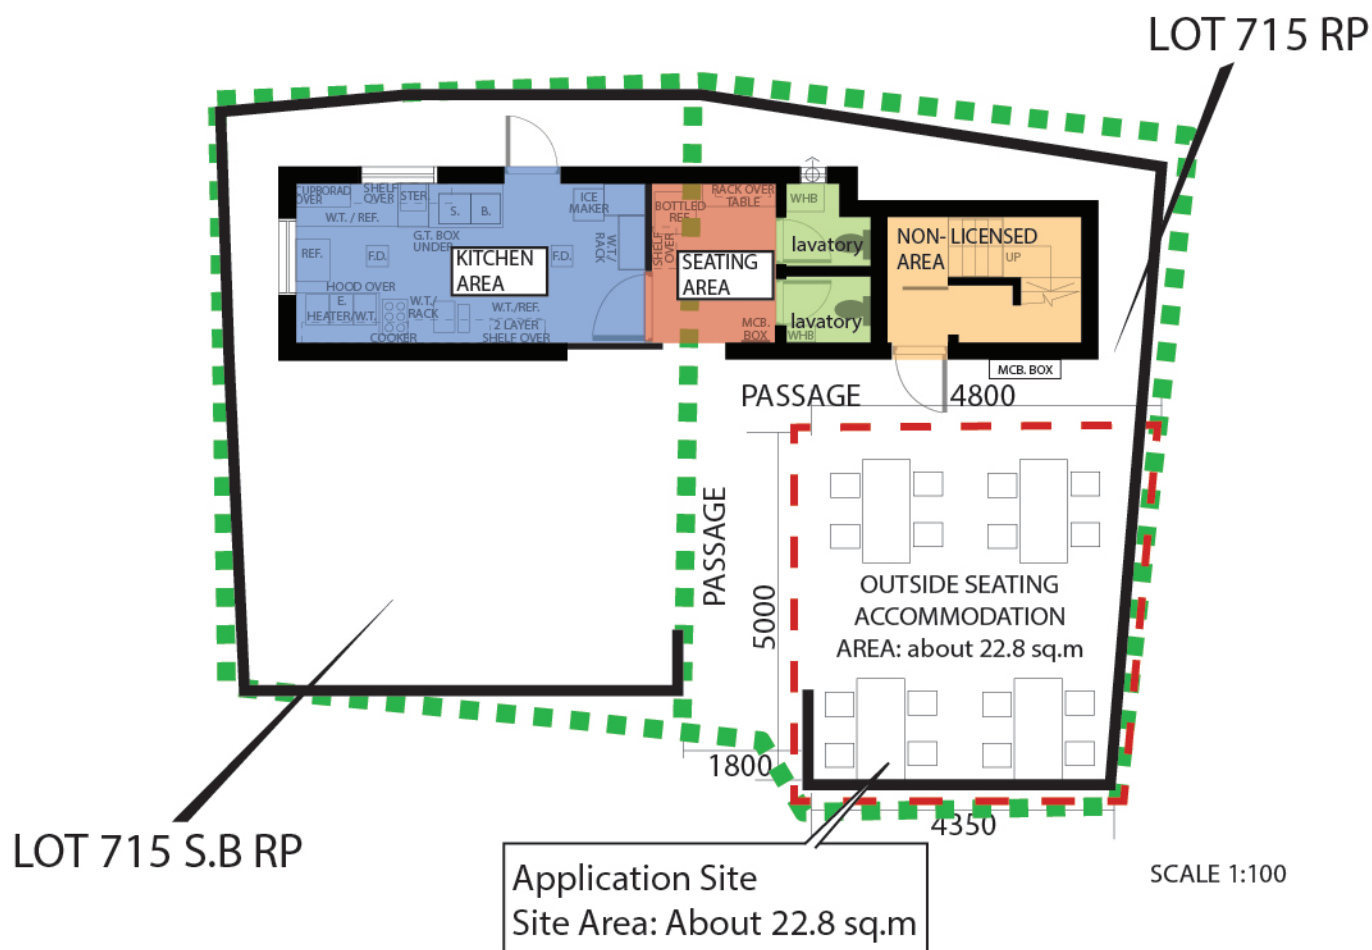 LOT 715 RP
CUPBORAD
OVER
SHELF
OVER
STER.
W.T. / REF.
S.
B.
ICE
MAKER
G.T. BOX
UNDER
REF.
F.D.
F.D.
W.T./
RACK
KITCHEN
AREA
HOOD OVER
E.
HEATER/W.T.
W.T./
RACK
COOKER
W.T./REF.
2 LAYER
SHELF OVER
BOTTLED
REF.
RACK OVER
TABLE
SHELF
OVER
SEATING
AREA
MCB.
BOX
WHB
lavatory
lavatory
WHB
NON-LICENSED
AREA
UP
MCB. BOX
PASSAGE
4800
PASSAGE
5000
OUTSIDE SEATING
ACCOMMODATION
AREA: about 22.8 sq.m
1800
4350
LOT 715 S.B RP
Application Site
Site Area: About 22.8 sq.m
SCALE 1:100